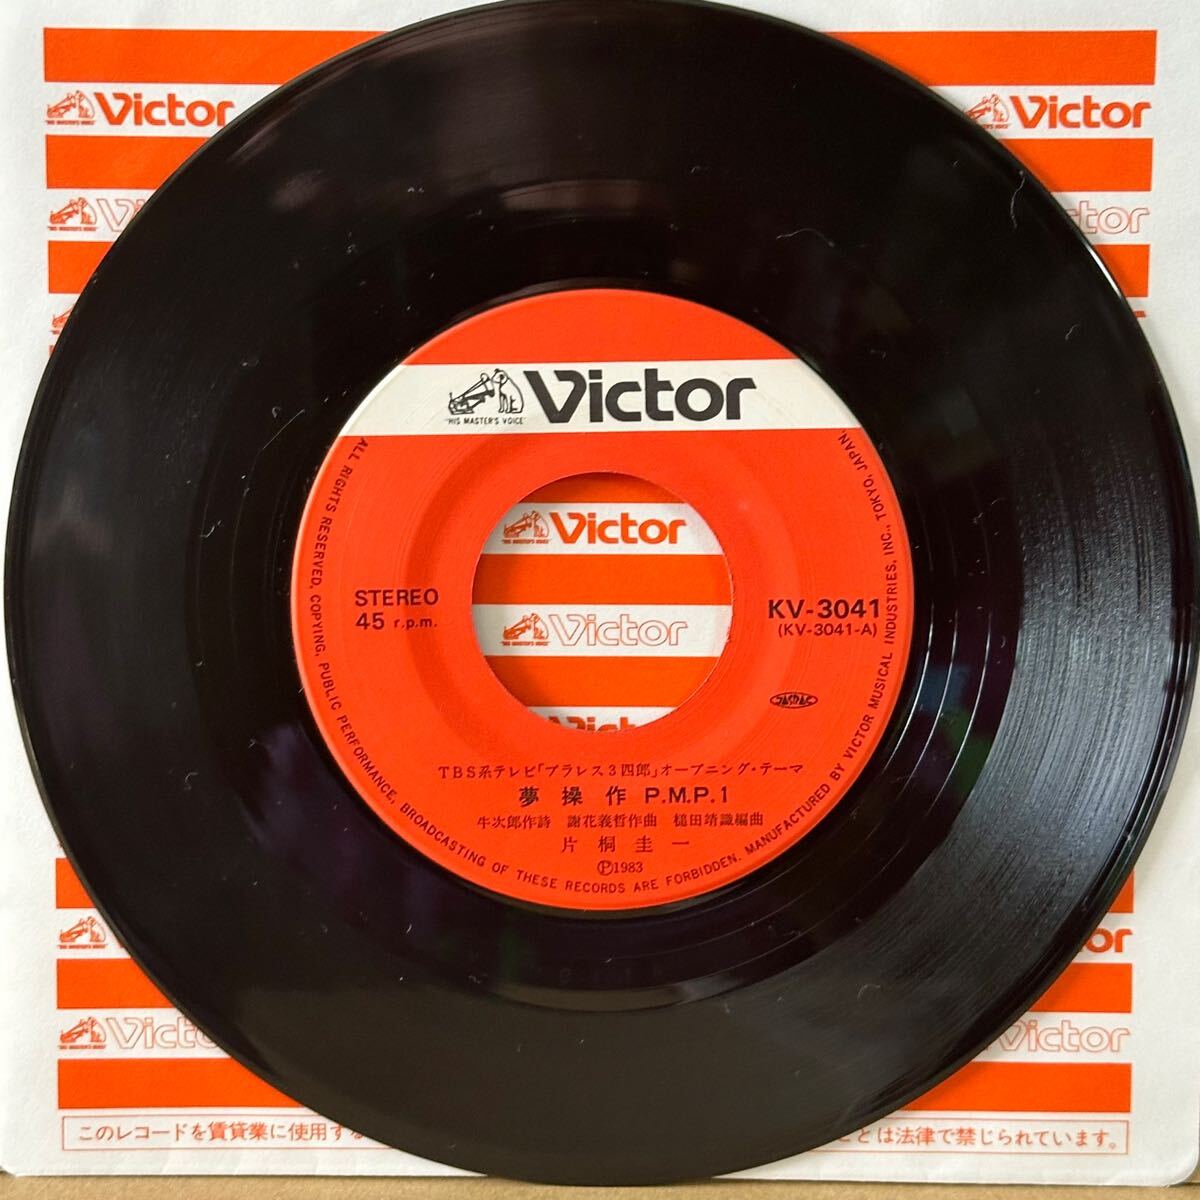 Victor
"HIS MASTER'S VOICE"
Victor
Victor
"HIS MASTER'S VOICE"
STEREO
45 r.p.m.
KV-3041
(KV-3041-A)
JASRAC
Victor
Victor
Victor
TBS系テレビ「プラレス3四郎」オープニング・テーマ
夢操作 P.M.P.1
牛次郎作詩 謝花義哲作曲 槌田靖識編曲
片桐圭一
Ⓟ1983
ALL RIGHTS RESERVED. COPYING, PUBLIC PERFORMANCE, BROADCASTING OF THESE RECORDS ARE FORBIDDEN. MANUFACTURED BY VICTOR MUSICAL INDUSTRIES, INC., TOKYO, JAPAN.
Victor
Victor
このレコードを賃貸業に使用する
ことは法律で禁じられています。